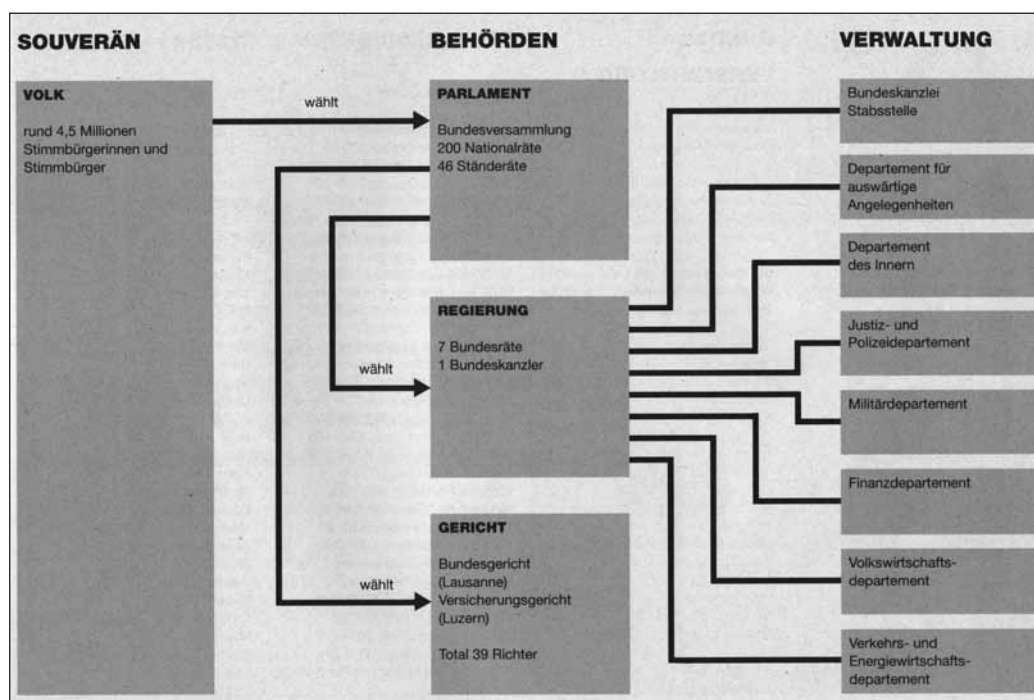 SOUVERÄN
VOLK
rund 4,5 Millionen
Stimmbürgerinnen und
Stimmbürger
wählt
BEHÖRDEN
PARLAMENT
Bundesversammlung
200 Nationalräte
46 Ständeräte
wählt
REGIERUNG
7 Bundesräte
1 Bundeskanzler
wählt
GERICHT
Bundesgericht
(Lausanne)
Versicherungsgericht
(Luzern)
Total 39 Richter
VERWALTUNG
Bundeskanzlei
Stabsstelle
Departement für
auswärtige
Angelegenheiten
Departement
des Innern
Justiz- und
Polizeidepartement
Militärdepartement
Finanzdepartement
Volkswirtschafts-
departement
Verkehrs- und
Energiewirtschafts-
departement